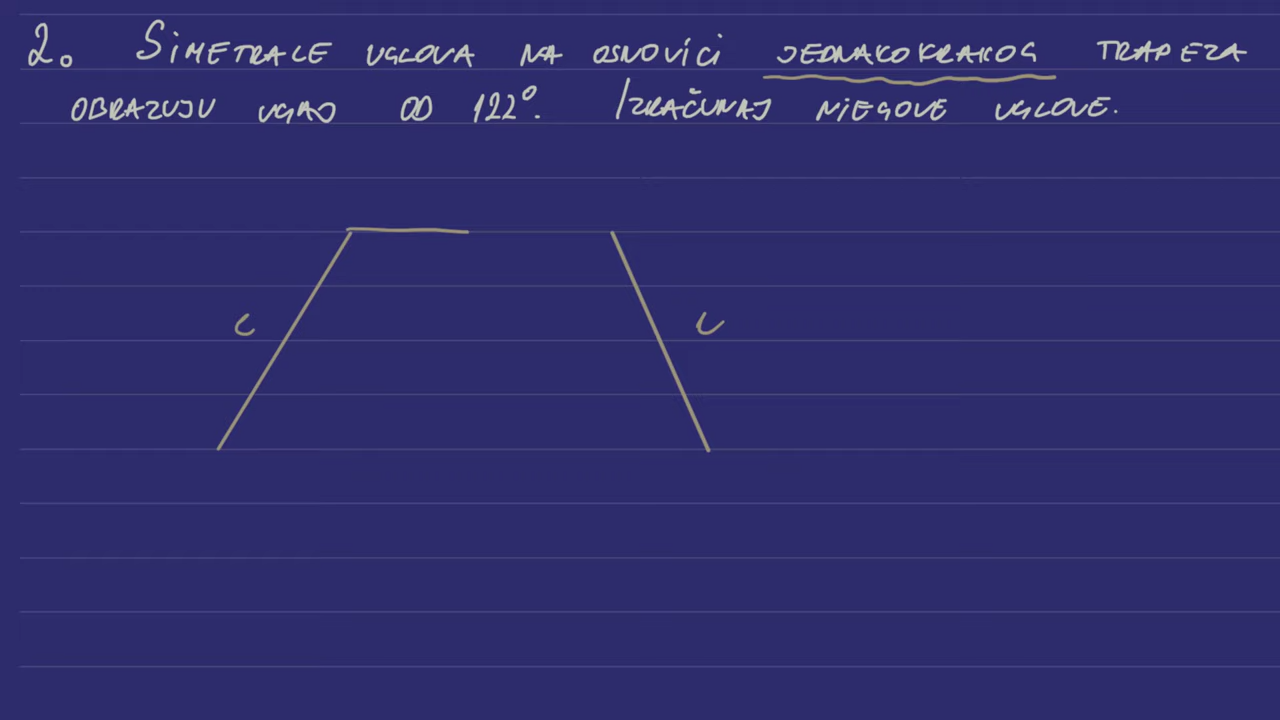 2. SIMETRALE UGLOVA NA OSNOVICI JEDNAKOKRAKOG TRAPEZA
OBRAZUJU UGAO OD 122°. IZRAČUNAJ NJEGOVE UGLOVE.
c c